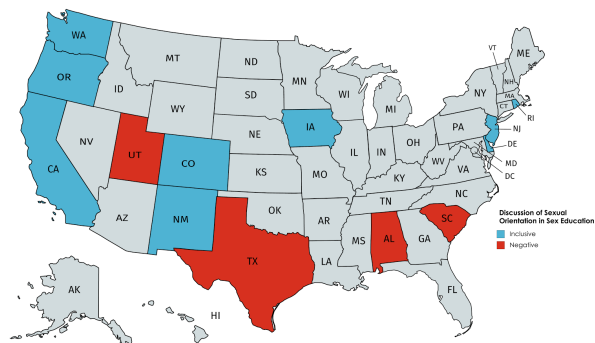 WA
OR
CA
ID
NV
MT
WY
UT
AZ
CO
NM
ND
SD
NE
KS
OK
TX
MN
IA
MO
AR
LA
WI
IL
MS
MI
IN
KY
TN
AL
OH
WV
VA
NC
SC
GA
FL
PA
NY
VT
NH
ME
MA
CT
RI
NJ
DE
MD
DC
AK
HI
Discussion of Sexual
Orientation in Sex Education
Inclusive
Negative